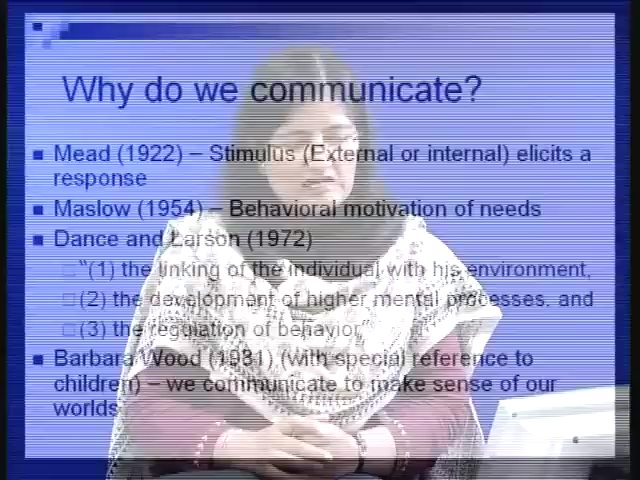 Why do we communicate?
Mead (1922) – Stimulus (External or internal) elicits a
response
Maslow (1954) – Behavioral motivation of needs
Dance and Larson (1972)
"(1) the linking of the individual with his environment,
(2) the development of higher mental processes, and
(3) the regulation of behavior"
Barbara Wood (1981) (with special reference to
children) – we communicate to make sense of our
worlds